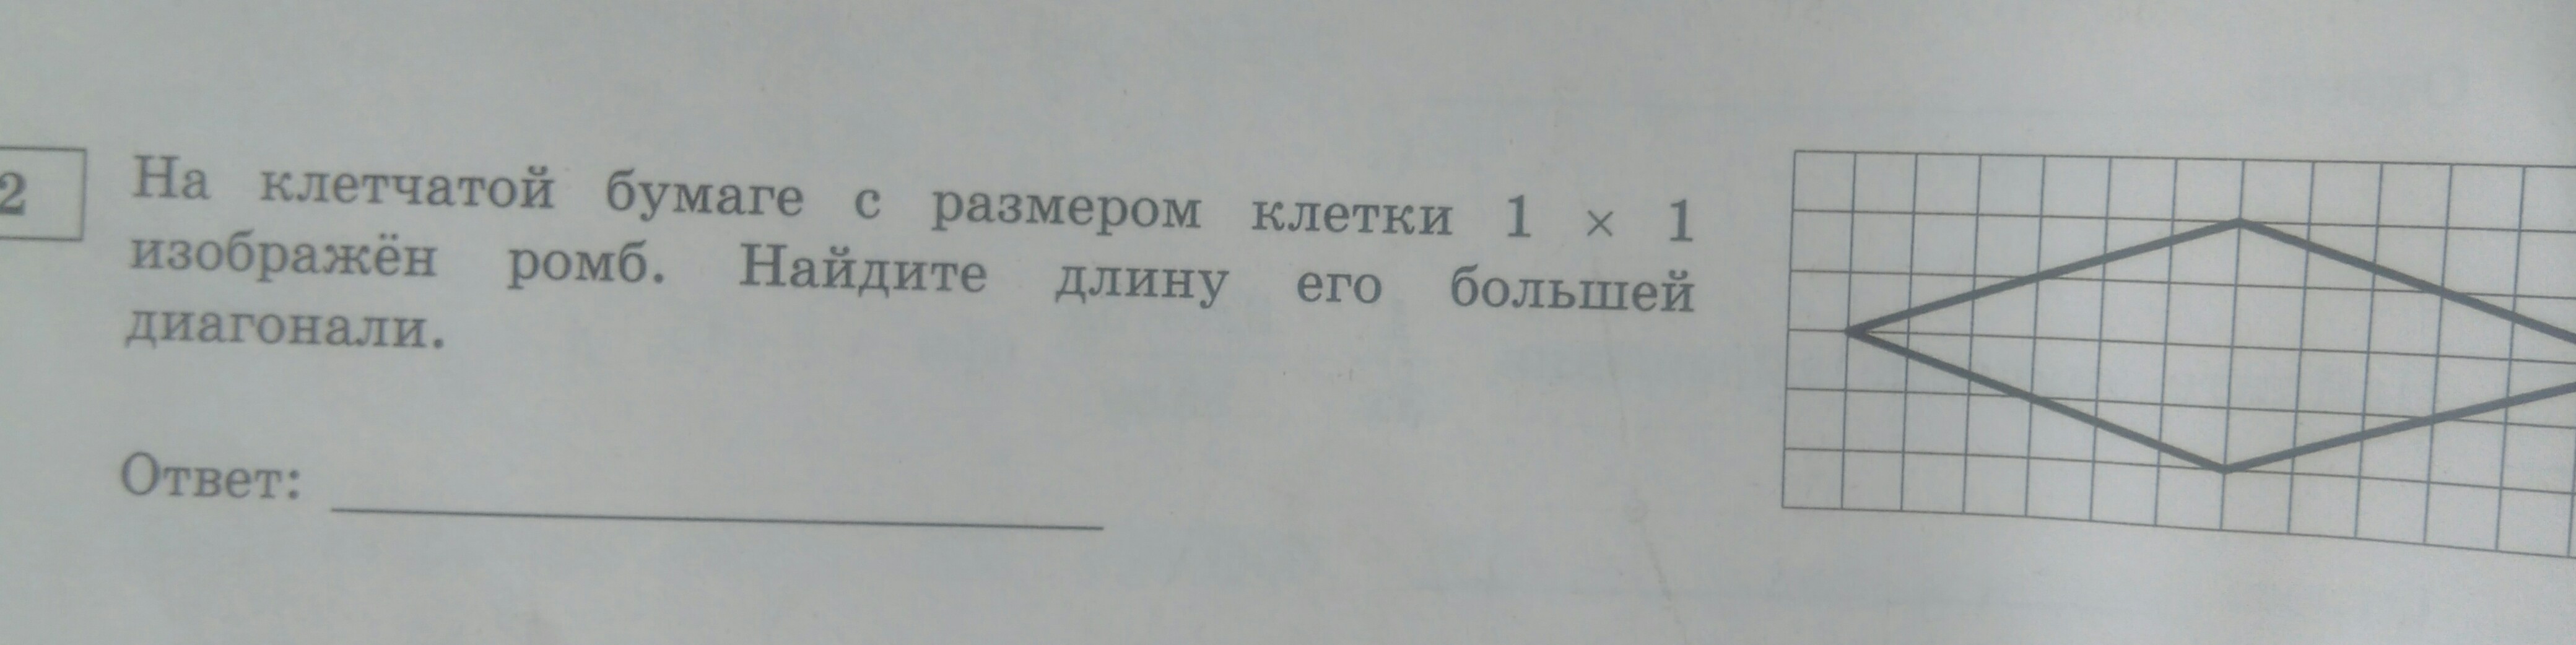 2
На клетчатой бумаге с размером клетки 1 × 1
изображён ромб. Найдите длину его большей
диагонали.
Ответ: